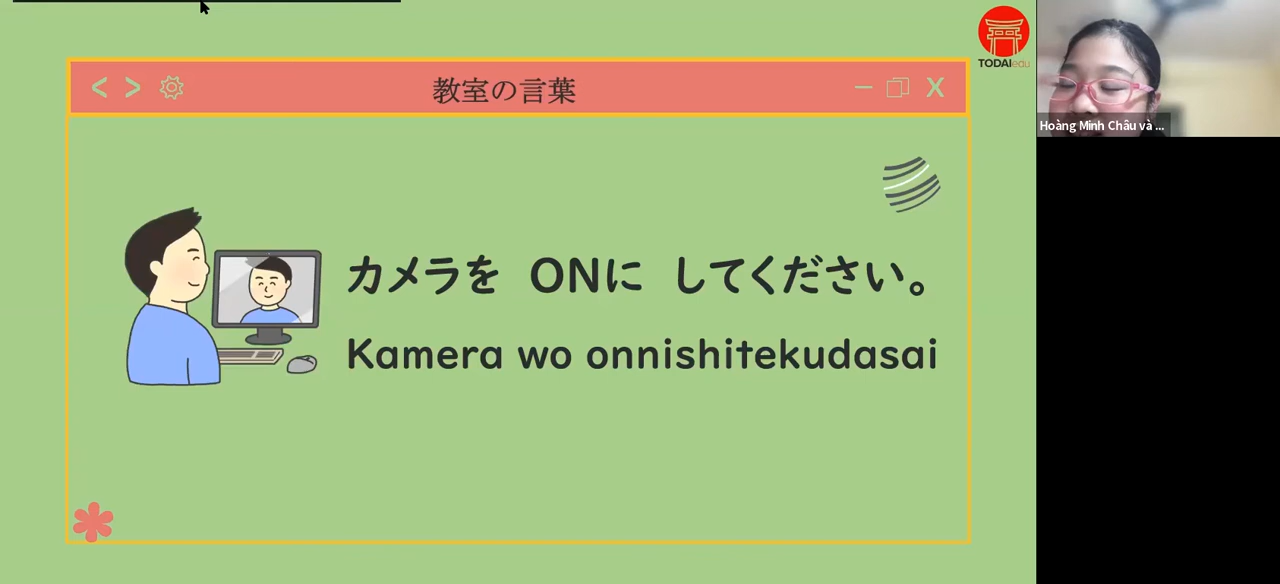 教室の言葉
TODAIedu
カメラを ONに してください。
Kamera wo onnishitekudasai
Hoàng Minh Châu và ...